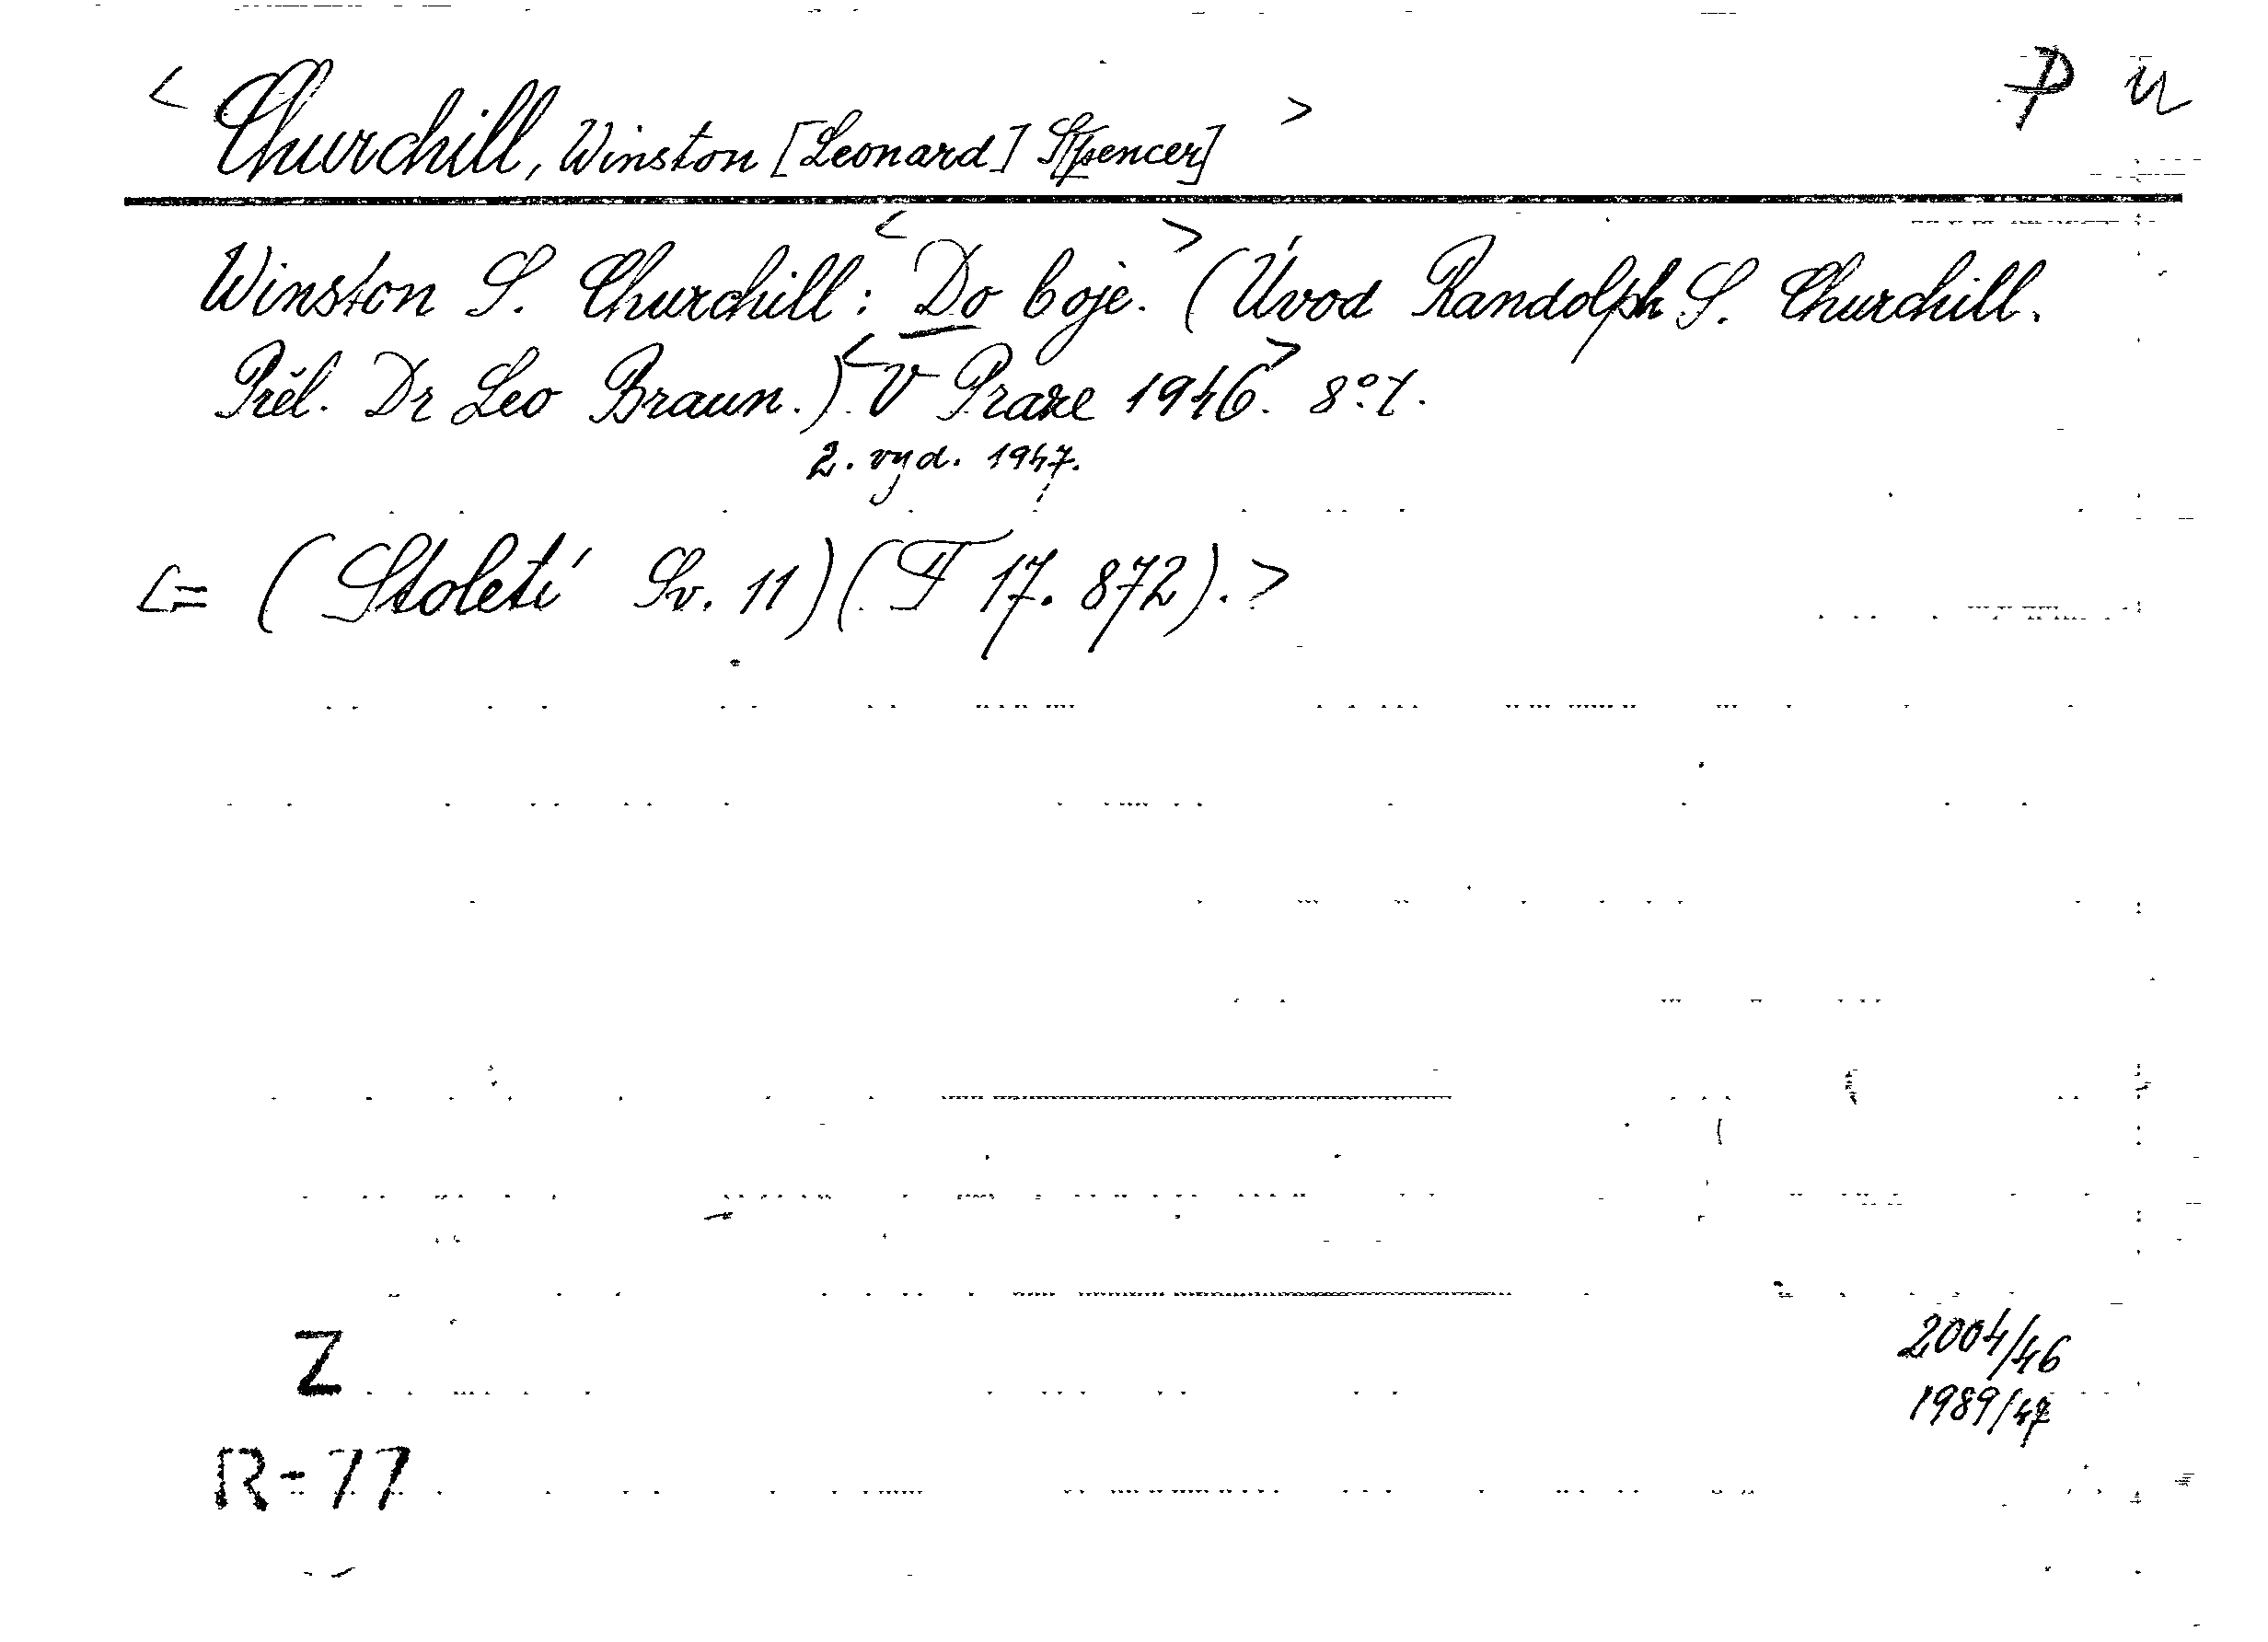 P u
< Churchill, Winston [Leonard] S[pencer] >
Winston S. Churchill: <Do boje.> (Úvod Randolph S. Churchill.
Přel. Dr Leo Braun.) <V Praze 1946.> 8°.
2. vyd. 1947.
<= (Století Sv. 11) (F 17.872).>
2004/46
Z
1989/47
R-77